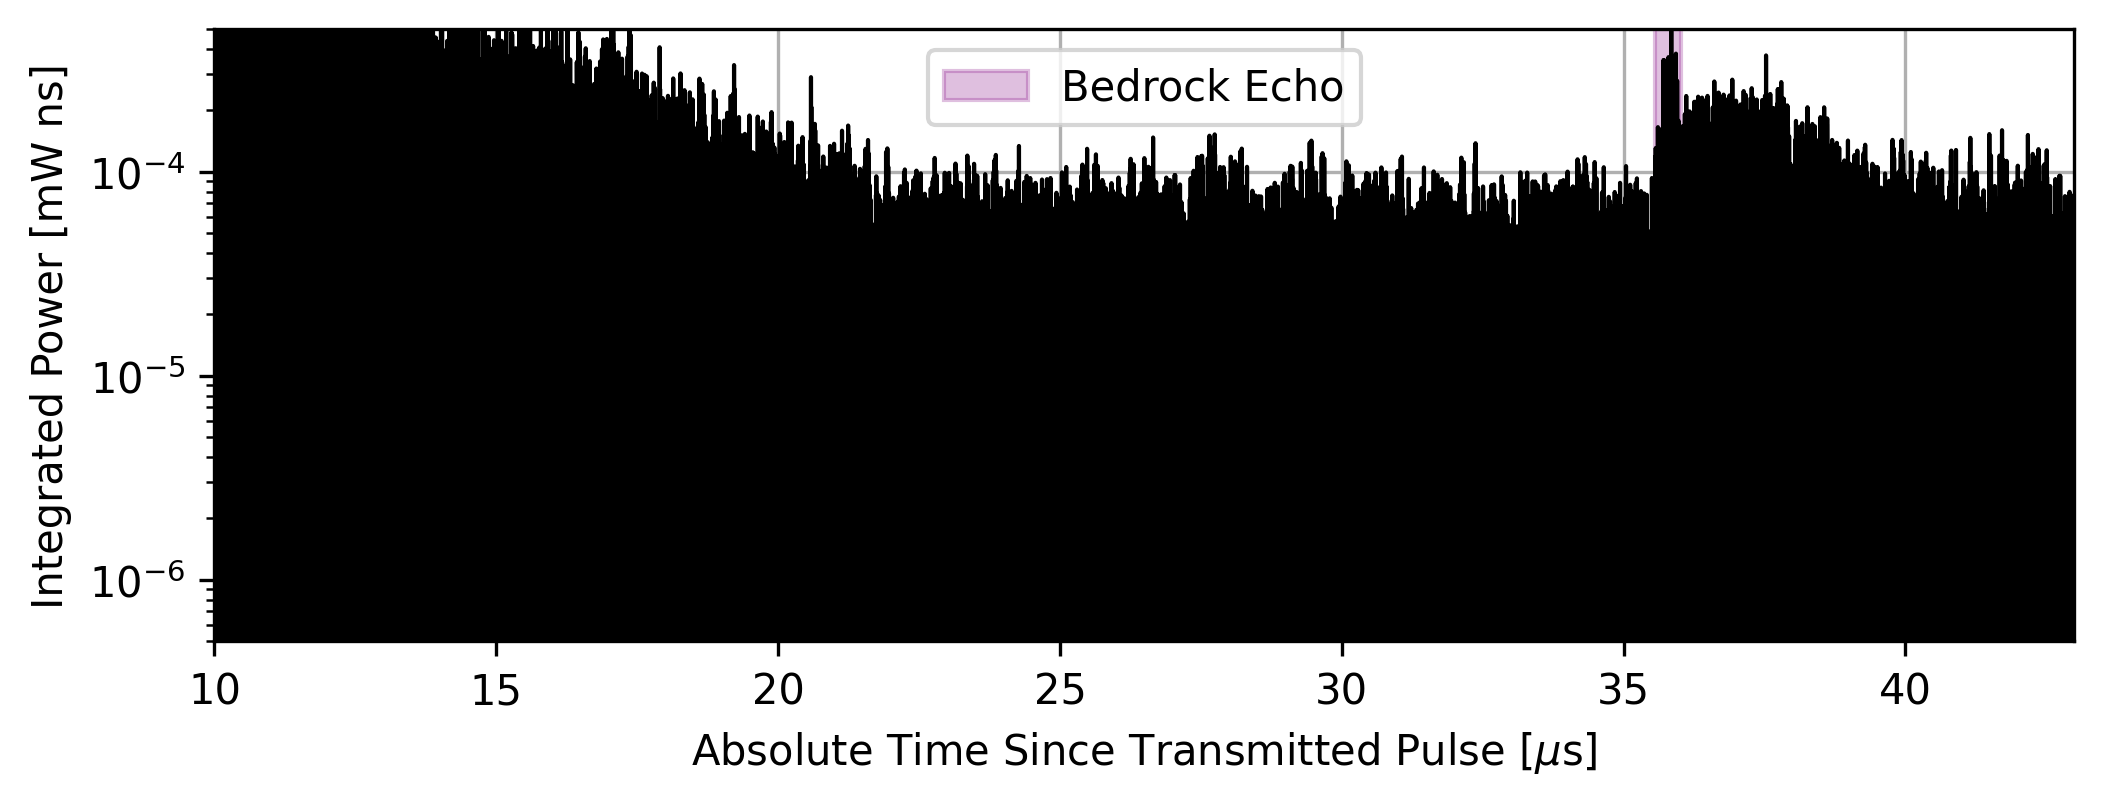 Integrated Power [mW ns]
10⁻⁴
10⁻⁵
10⁻⁶
Bedrock Echo
10 15 20 25 30 35 40
Absolute Time Since Transmitted Pulse [μs]